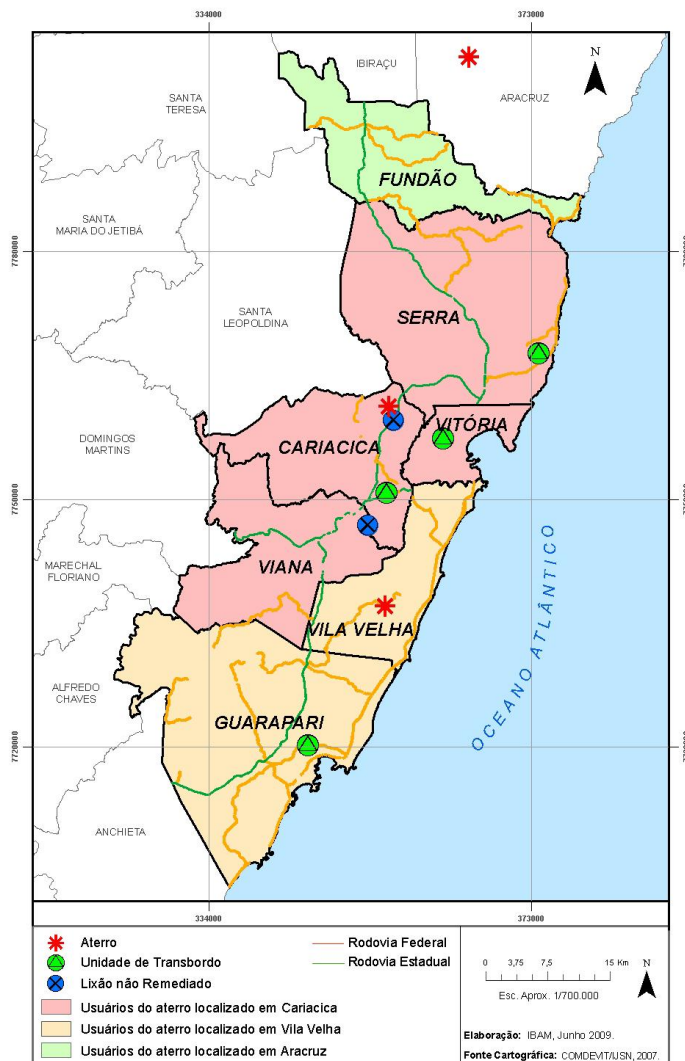 334000
373000
N
IBIRAÇU
ARACRUZ
SANTA
TERESA
FUNDÃO
SANTA
MARIA DO JETIBÁ
7780000
SANTA
LEOPOLDINA
SERRA
VITÓRIA
CARIACICA
DOMINGOS
MARTINS
7750000
MARECHAL
FLORIANO
VIANA
OCEANO ATLÂNTICO
VILA VELHA
ALFREDO
CHAVES
GUARAPARI
7720000
ANCHIETA
334000
373000
Aterro
Unidade de Transbordo
Lixão não Remediado
Usuários do aterro localizado em Cariacica
Usuários do aterro localizado em Vila Velha
Usuários do aterro localizado em Aracruz
Rodovia Federal
Rodovia Estadual
0 3,75 7,5 15 Km
N
Esc. Aprox. 1/700.000
Elaboração: IBAM, Junho 2009.
Fonte Cartográfica: COMDEVIT/IJSN, 2007.